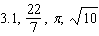 3.1, 22/7, π, √10